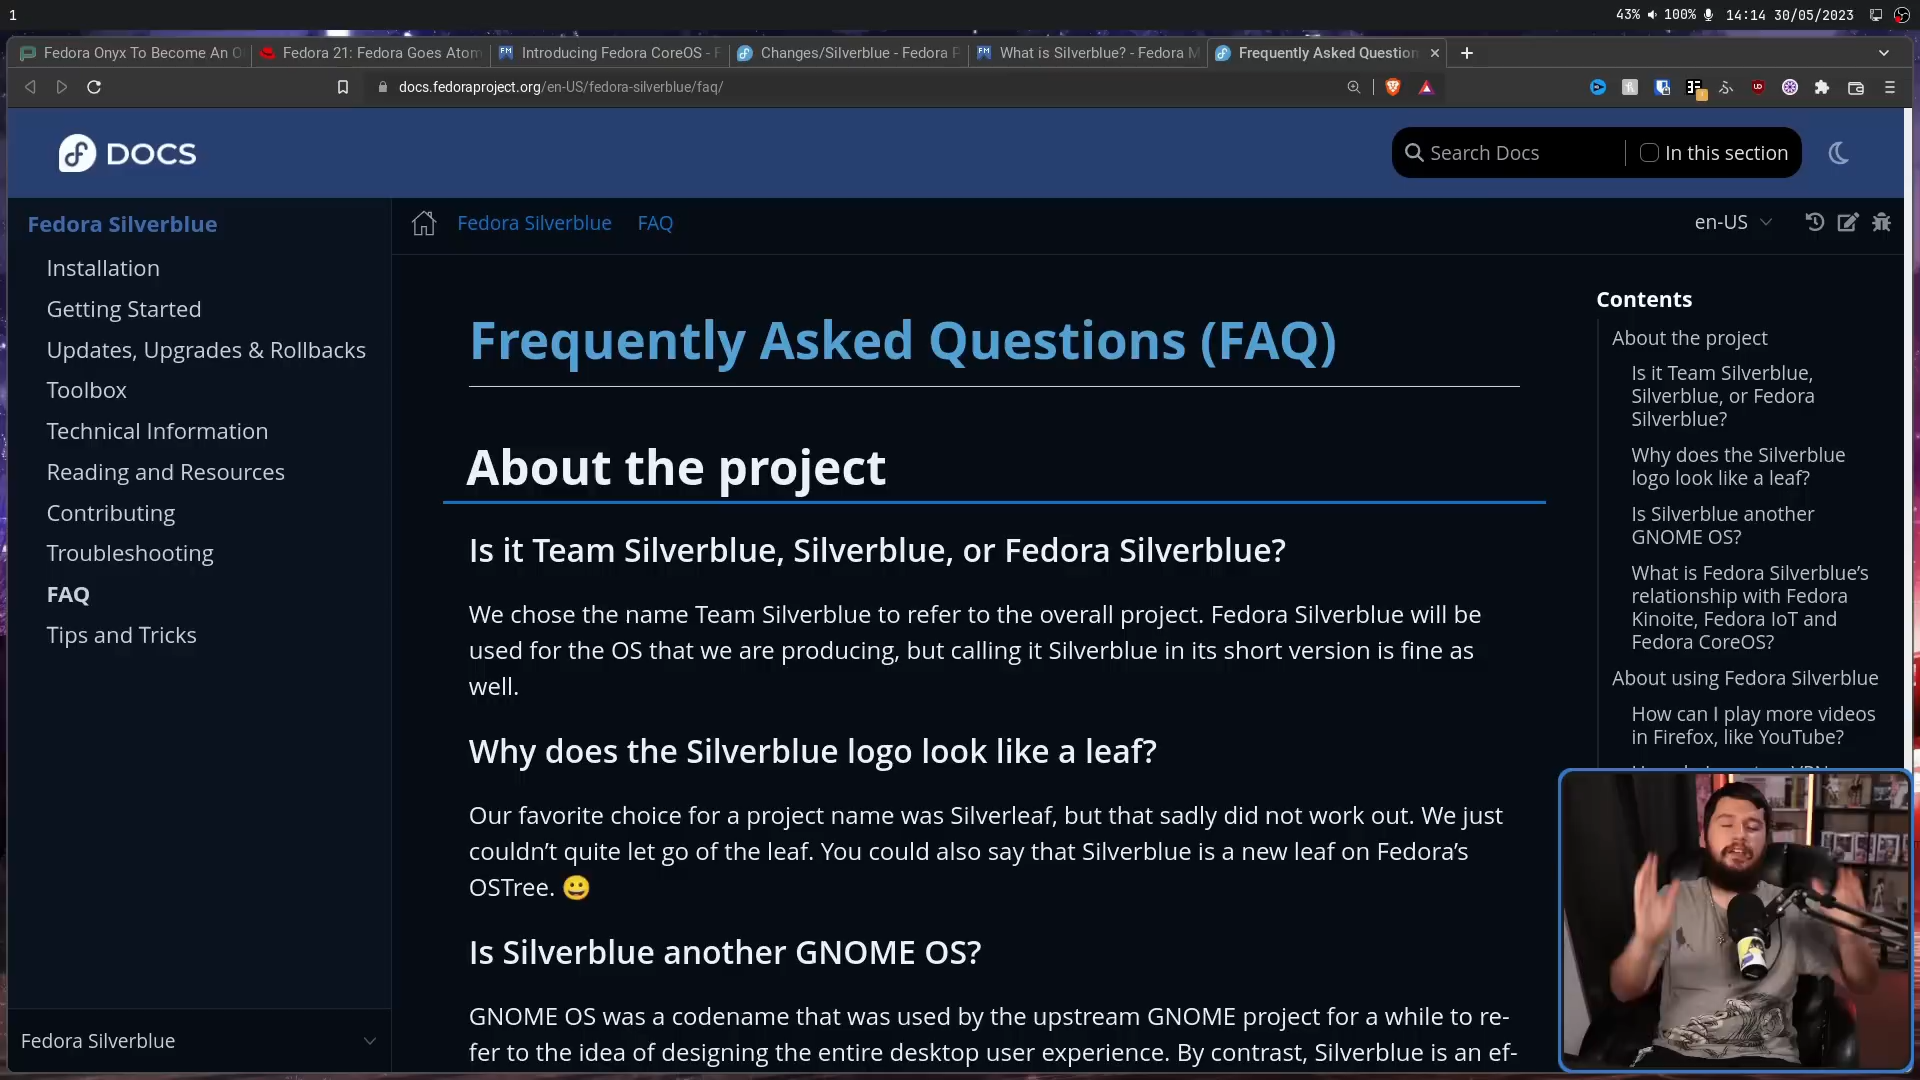 1
43% 100% 14:14 30/05/2023
Fedora Onyx To Become An O
Fedora 21: Fedora Goes Atom
Introducing Fedora CoreOS - F
Changes/Silverblue - Fedora P
What is Silverblue? - Fedora M
Frequently Asked Question
docs.fedoraproject.org/en-US/fedora-silverblue/faq/
DOCS
Search Docs
In this section
Fedora Silverblue
Installation
Getting Started
Updates, Upgrades & Rollbacks
Toolbox
Technical Information
Reading and Resources
Contributing
Troubleshooting
FAQ
Tips and Tricks
Fedora Silverblue
Fedora Silverblue FAQ
en-US
Frequently Asked Questions (FAQ)
About the project
Is it Team Silverblue, Silverblue, or Fedora Silverblue?
We chose the name Team Silverblue to refer to the overall project. Fedora Silverblue will be
used for the OS that we are producing, but calling it Silverblue in its short version is fine as
well.
Why does the Silverblue logo look like a leaf?
Our favorite choice for a project name was Silverleaf, but that sadly did not work out. We just
couldn’t quite let go of the leaf. You could also say that Silverblue is a new leaf on Fedora’s
OSTree. 😀
Is Silverblue another GNOME OS?
GNOME OS was a codename that was used by the upstream GNOME project for a while to re-
fer to the idea of designing the entire desktop user experience. By contrast, Silverblue is an ef-
Contents
About the project
Is it Team Silverblue,
Silverblue, or Fedora
Silverblue?
Why does the Silverblue
logo look like a leaf?
Is Silverblue another
GNOME OS?
What is Fedora Silverblue’s
relationship with Fedora
Kinoite, Fedora IoT and
Fedora CoreOS?
About using Fedora Silverblue
How can I play more videos
in Firefox, like YouTube?